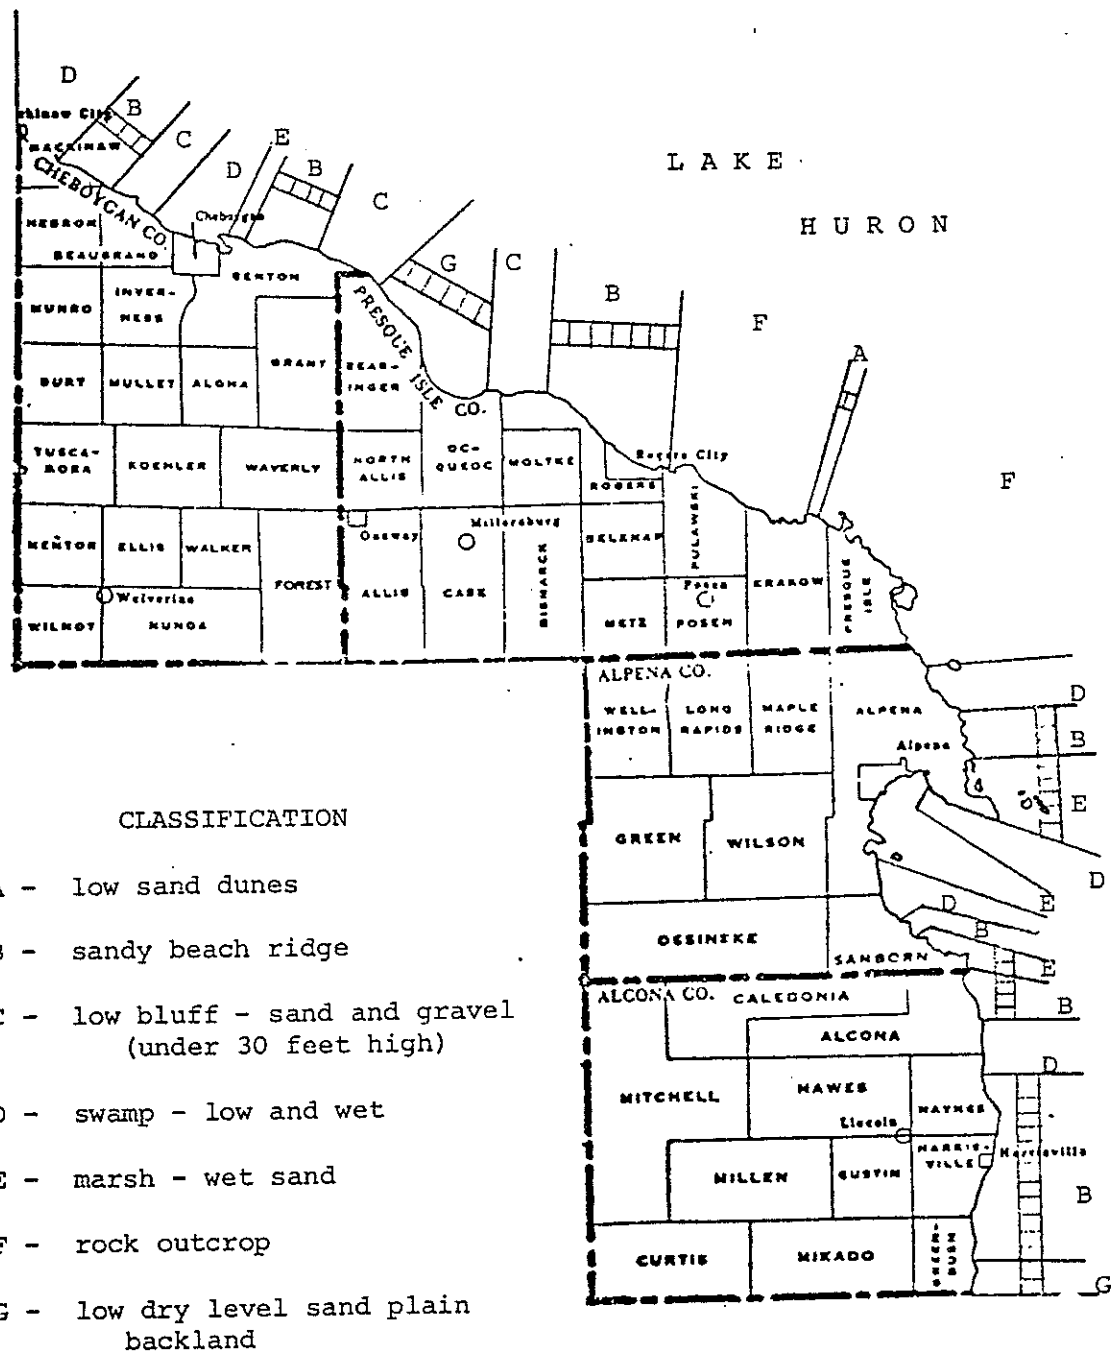 D
B
C
E
D
B
C
LAKE
HURON
MACKINAW
CHEBOYGAN CO.
Cheboygan
HEBRON
BEAUGRAND
BENTON
G
C
B
F
A
MUNRO
INVER-
NESS
GRANT
PRESQUE ISLE CO.
BEAR-
INGER
BURT
MULLET
ALOHA
TUSCA-
RORA
KOEHLER
WAVERLY
NORTH
ALLIS
OC-
QUEOC
MOLTKE
Rogers City
ROGERS
PULAWSKI
F
MENTOR
ELLIS
WALKER
FOREST
Onaway
Millersburg
BISMARCK
BELKNAP
KRAKOW
PRESQUE
ISLE
Wolverine
WILMOT
NUNDA
ALLIS
CASE
METZ
Posen
POSEN
ALPENA CO.
WELL-
INGTON
LONG
RAPIDS
MAPLE
RIDGE
ALPENA
Alpena
D
B
E
GREEN
WILSON
D
E
D
B
E
OSSINEKE
SANBORN
ALCONA CO.
CALEDONIA
B
ALCONA
D
MITCHELL
HAWES
HAYNES
Lincoln
HARRIS-
VILLE
Harrisville
MILLEN
GUSTIN
B
CURTIS
MIKADO
GREEN-
BUSH
G
CLASSIFICATION
A - low sand dunes
B - sandy beach ridge
C - low bluff - sand and gravel
(under 30 feet high)
D - swamp - low and wet
E - marsh - wet sand
F - rock outcrop
G - low dry level sand plain
backland